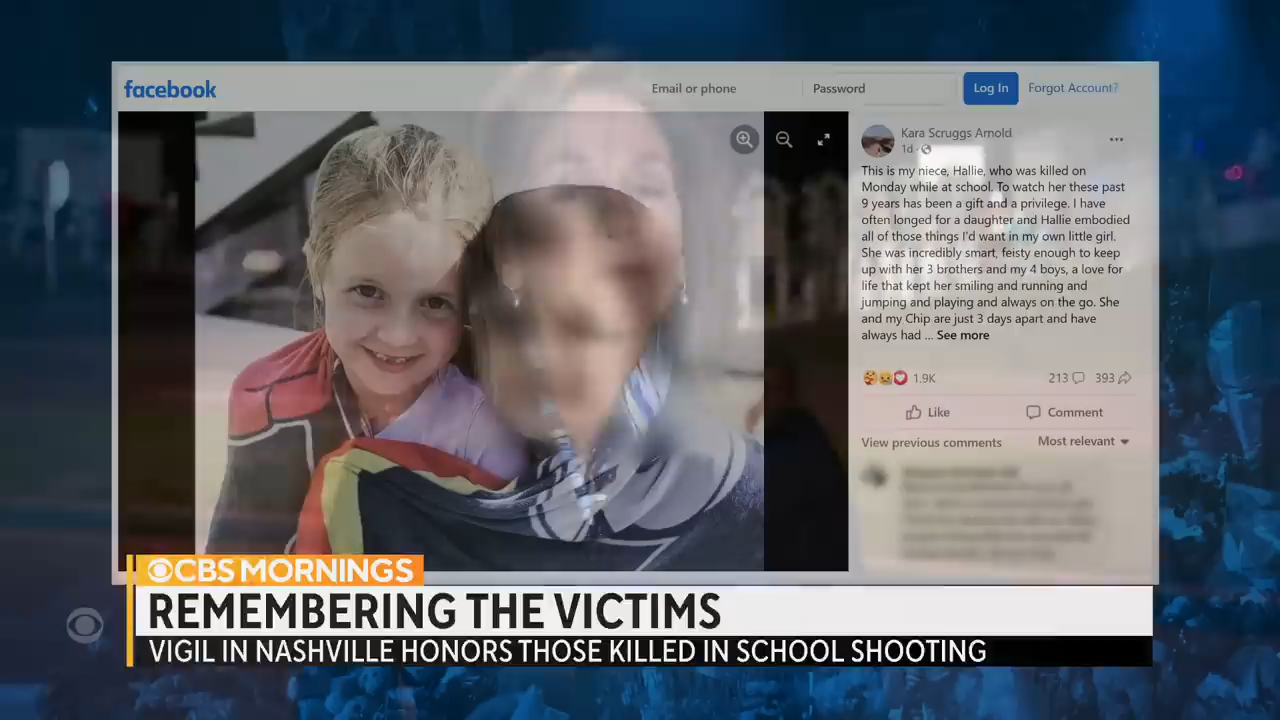 facebook
Email or phone
Password
Log In
Forgot Account?
Kara Scruggs Arnold
1d
This is my niece, Hallie, who was killed on
Monday while at school. To watch her these past
9 years has been a gift and a privilege. I have
often longed for a daughter and Hallie embodied
all of those things I'd want in my own little girl.
She was incredibly smart, feisty enough to keep
up with her 3 brothers and my 4 boys, a love for
life that kept her smiling and running and
jumping and playing and always on the go. She
and my Chip are just 3 days apart and have
always had ... See more
1.9K
213
393
Like
Comment
View previous comments
Most relevant
CBS MORNINGS
REMEMBERING THE VICTIMS
VIGIL IN NASHVILLE HONORS THOSE KILLED IN SCHOOL SHOOTING